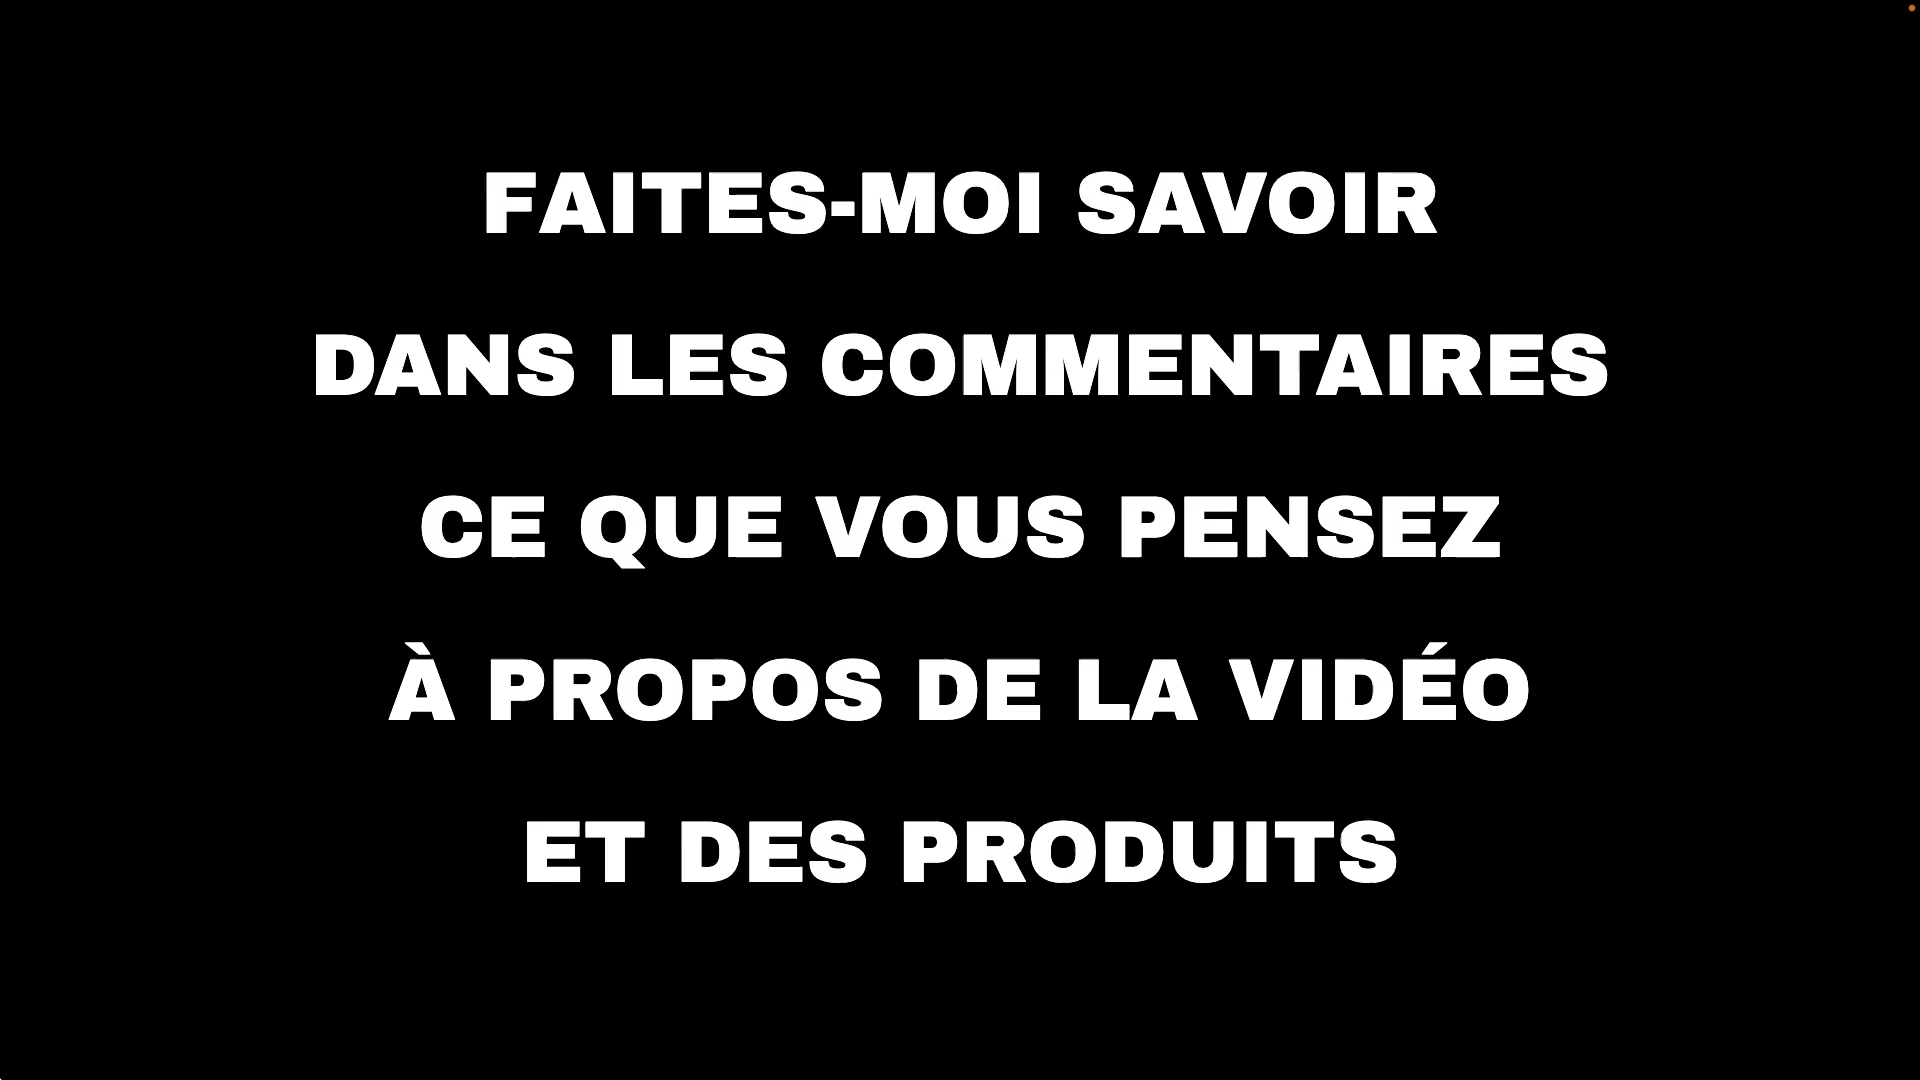 FAITES-MOI SAVOIR
DANS LES COMMENTAIRES
CE QUE VOUS PENSEZ
À PROPOS DE LA VIDÉO
ET DES PRODUITS